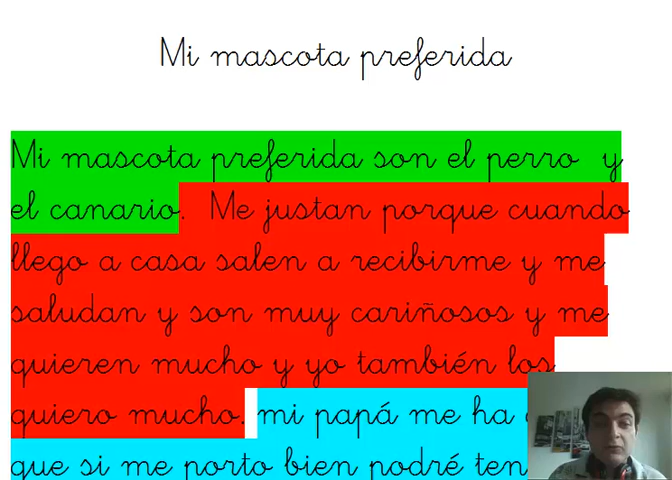 Mi mascota preferida
Mi mascota preferida son el perro y
el canario. Me justan porque cuando
llego a casa salen a recibirme y me
saludan y son muy cariñosos y me
quieren mucho y yo también los
quiero mucho. mi papá me ha
que si me porto bien podré